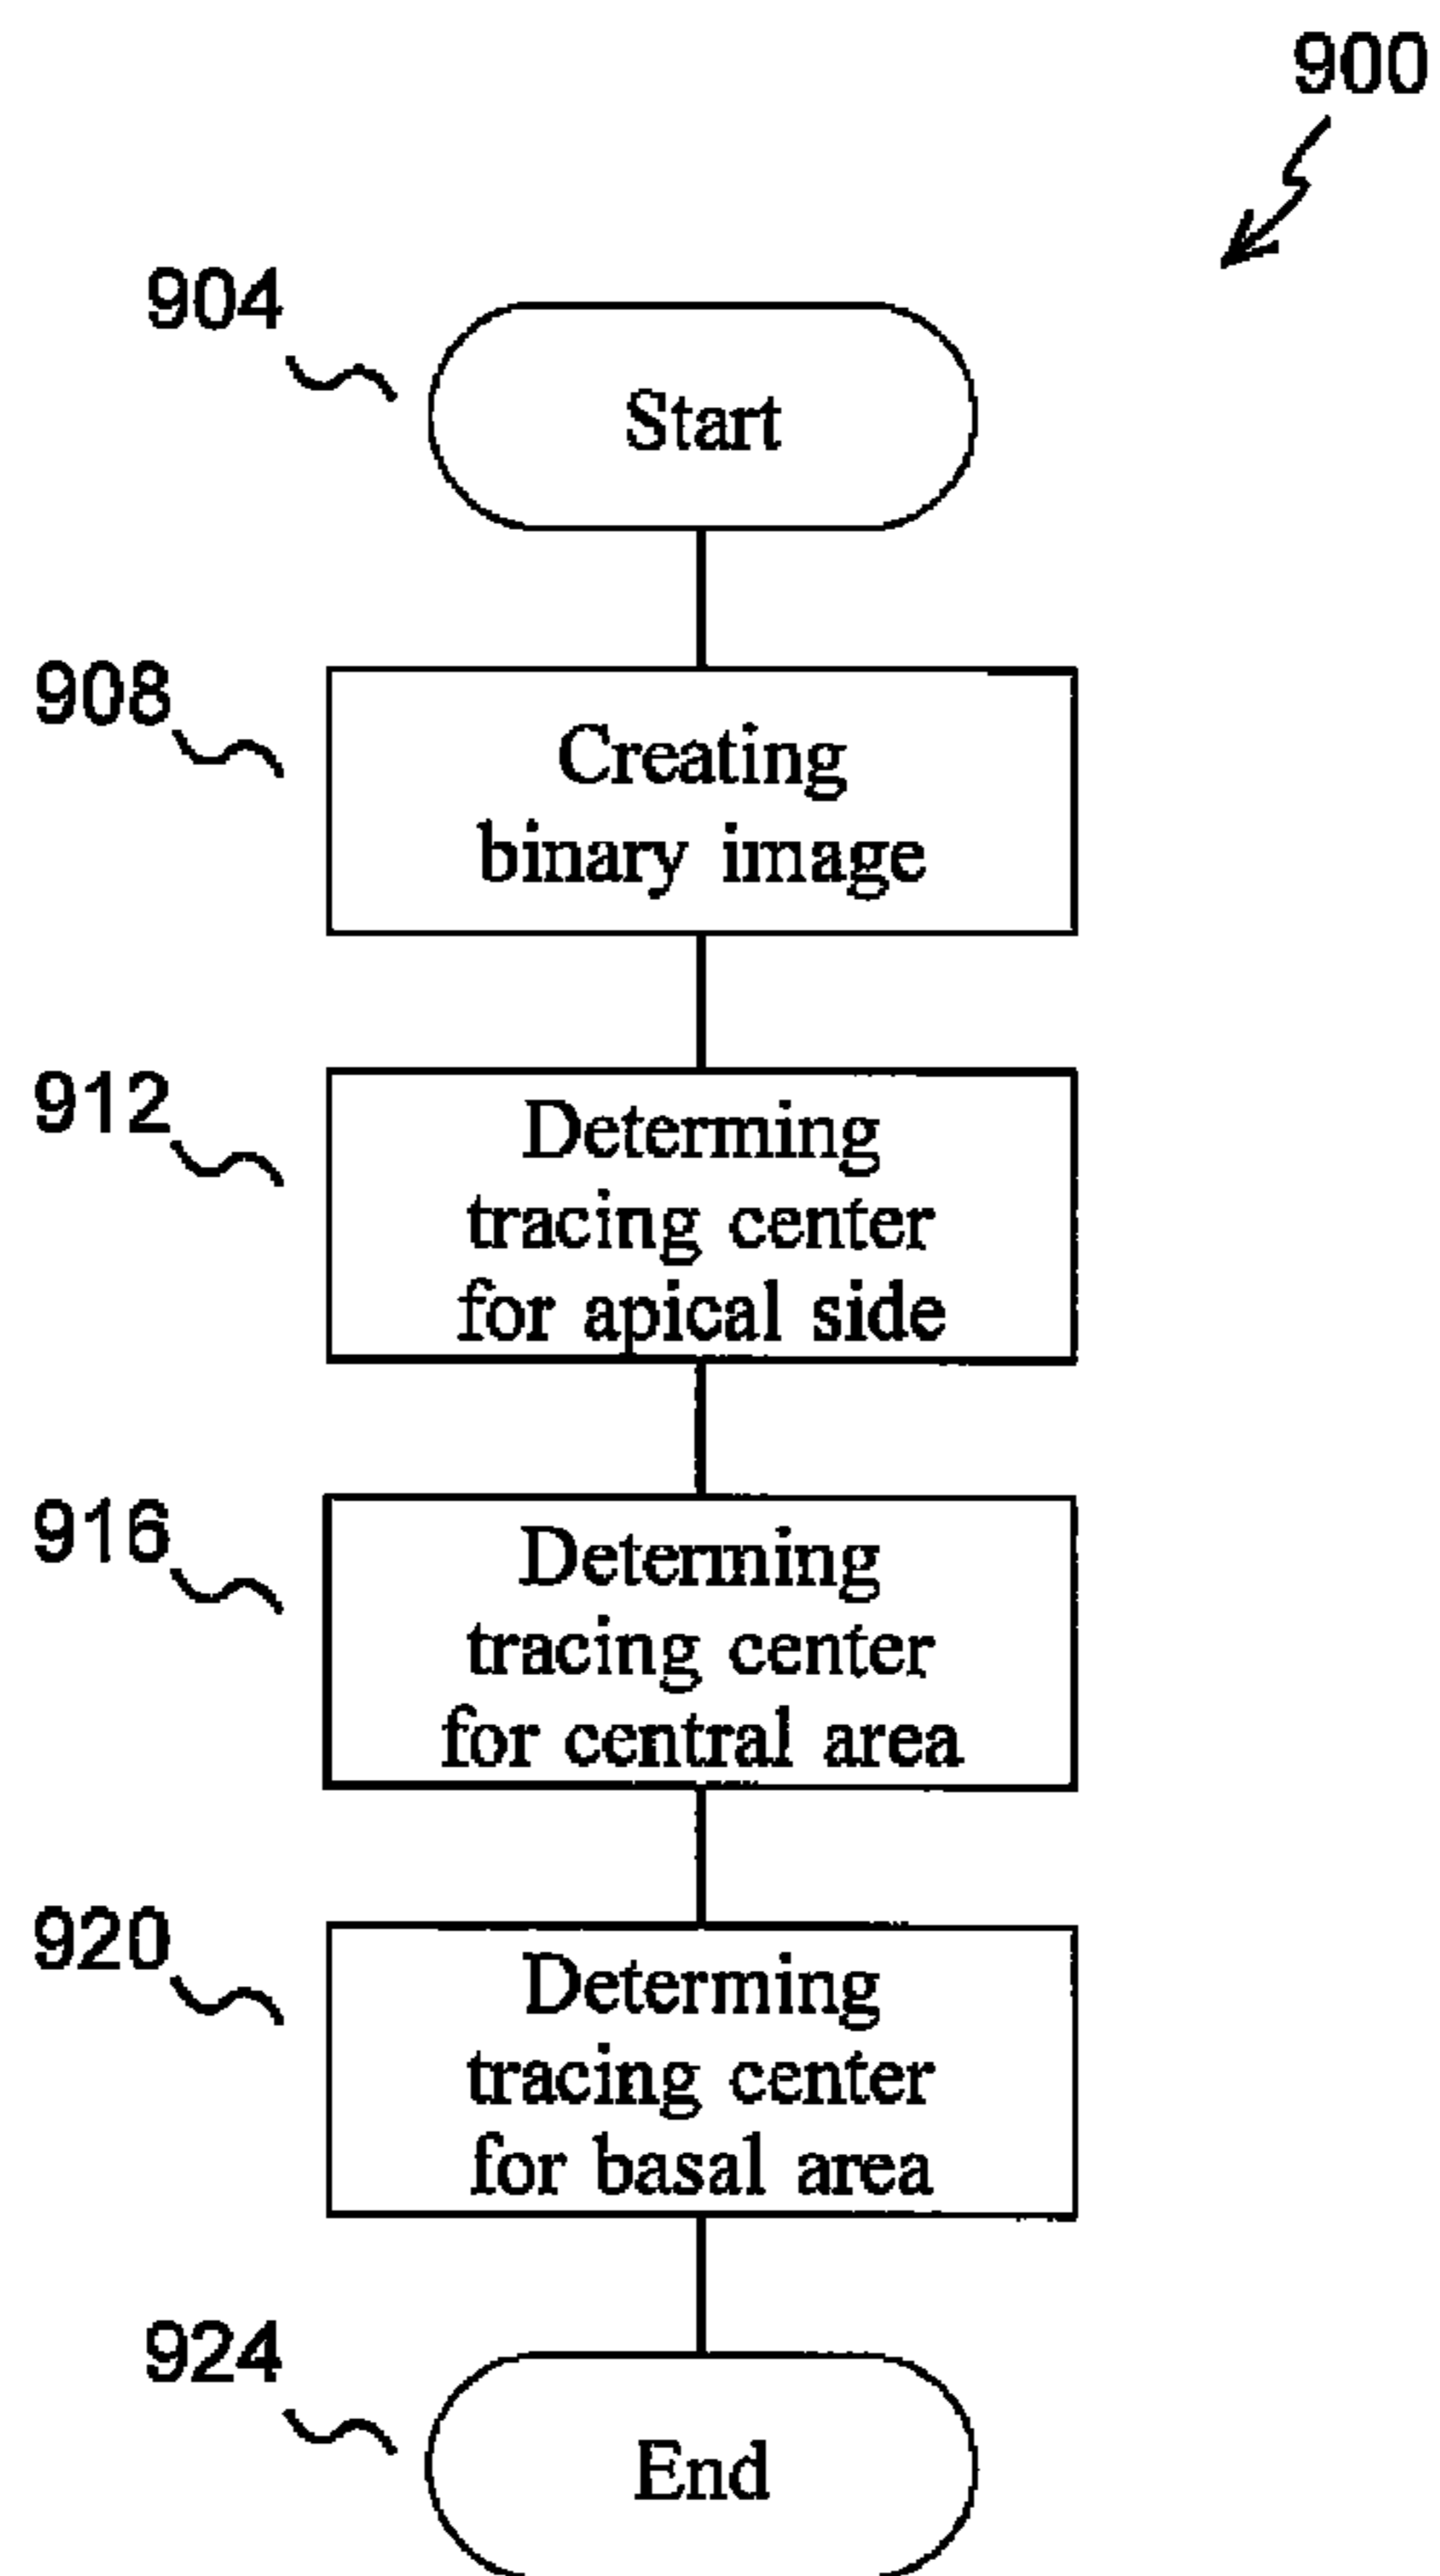 900
904
Start
908
Creating
binary image
912
Determing
tracing center
for apical side
916
Determing
tracing center
for central area
920
Determing
tracing center
for basal area
924
End